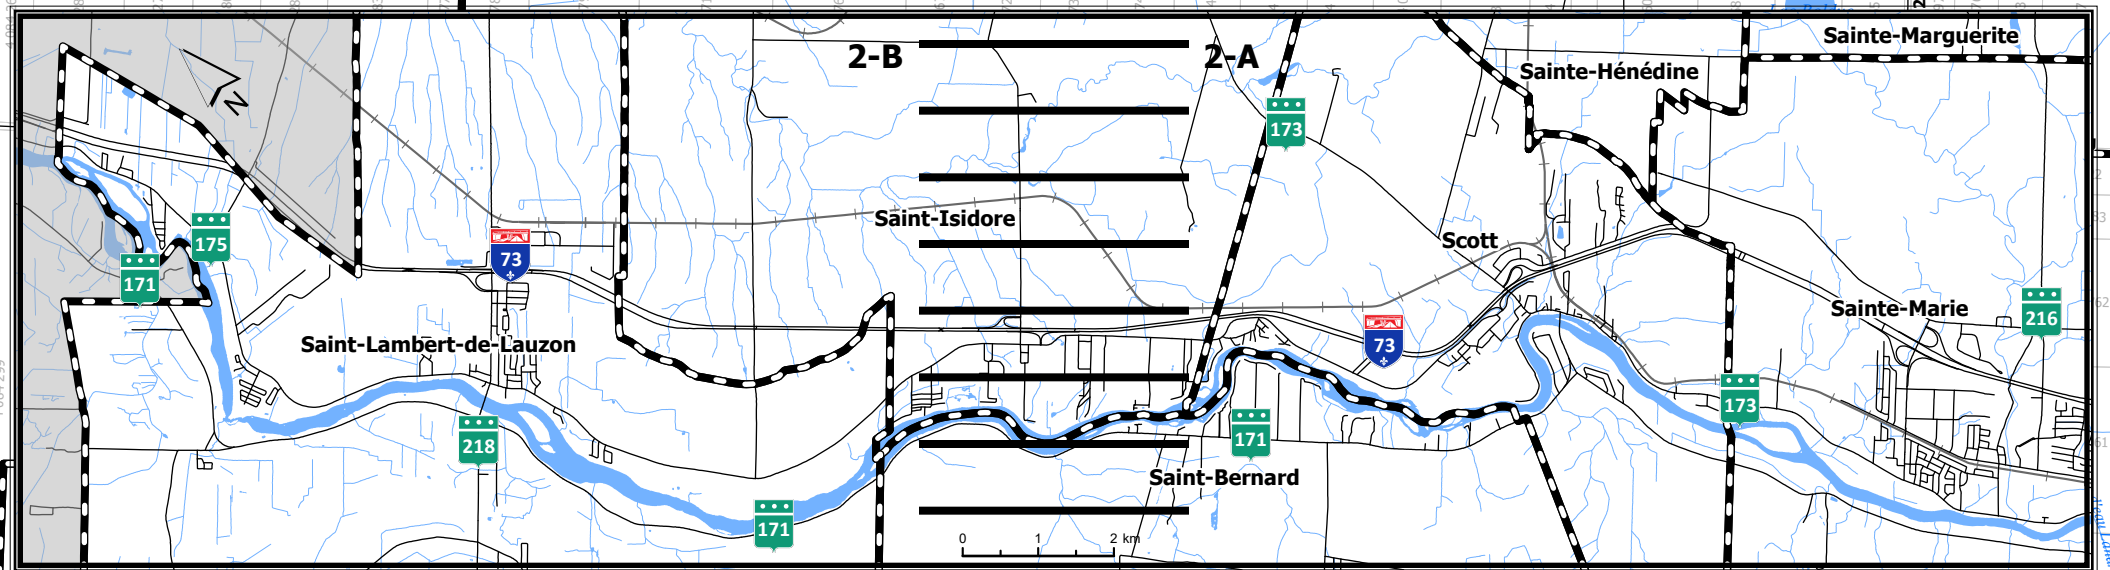 Sainte-Marguerite
2-B
2-A
Sainte-Hénédine
N
173
175
Saint-Isidore
Scott
73
171
Sainte-Marie
216
Saint-Lambert-de-Lauzon
73
173
218
171
Saint-Bernard
171
0 1 2 km